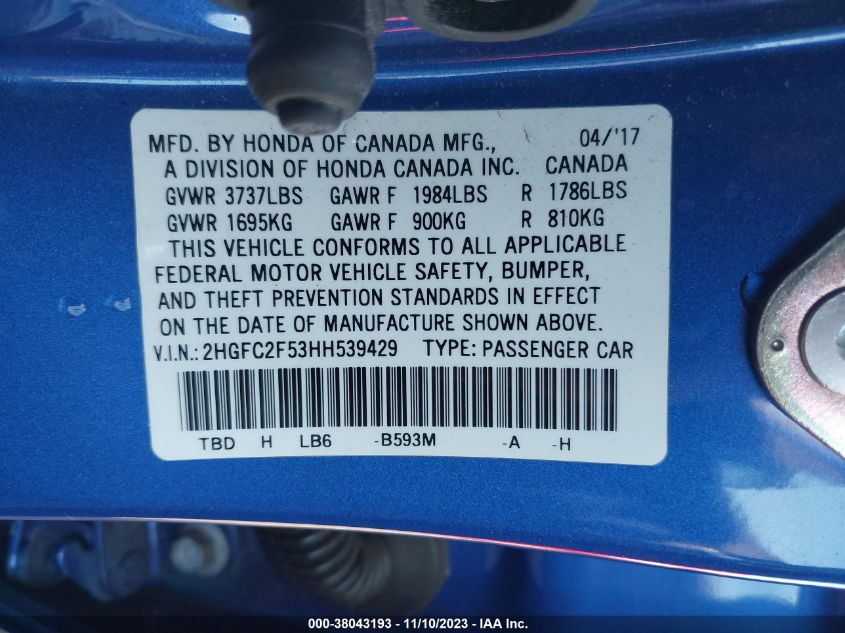 MFD. BY HONDA OF CANADA MFG., 04/'17
A DIVISION OF HONDA CANADA INC. CANADA
GVWR 3737LBS GAWR F 1984LBS R 1786LBS
GVWR 1695KG GAWR F 900KG R 810KG
THIS VEHICLE CONFORMS TO ALL APPLICABLE
FEDERAL MOTOR VEHICLE SAFETY, BUMPER,
AND THEFT PREVENTION STANDARDS IN EFFECT
ON THE DATE OF MANUFACTURE SHOWN ABOVE.
V.I.N.: 2HGFC2F53HH539429 TYPE: PASSENGER CAR
TBD H LB6 -B593M -A -H
000-38043193 - 11/10/2023 - IAA Inc.